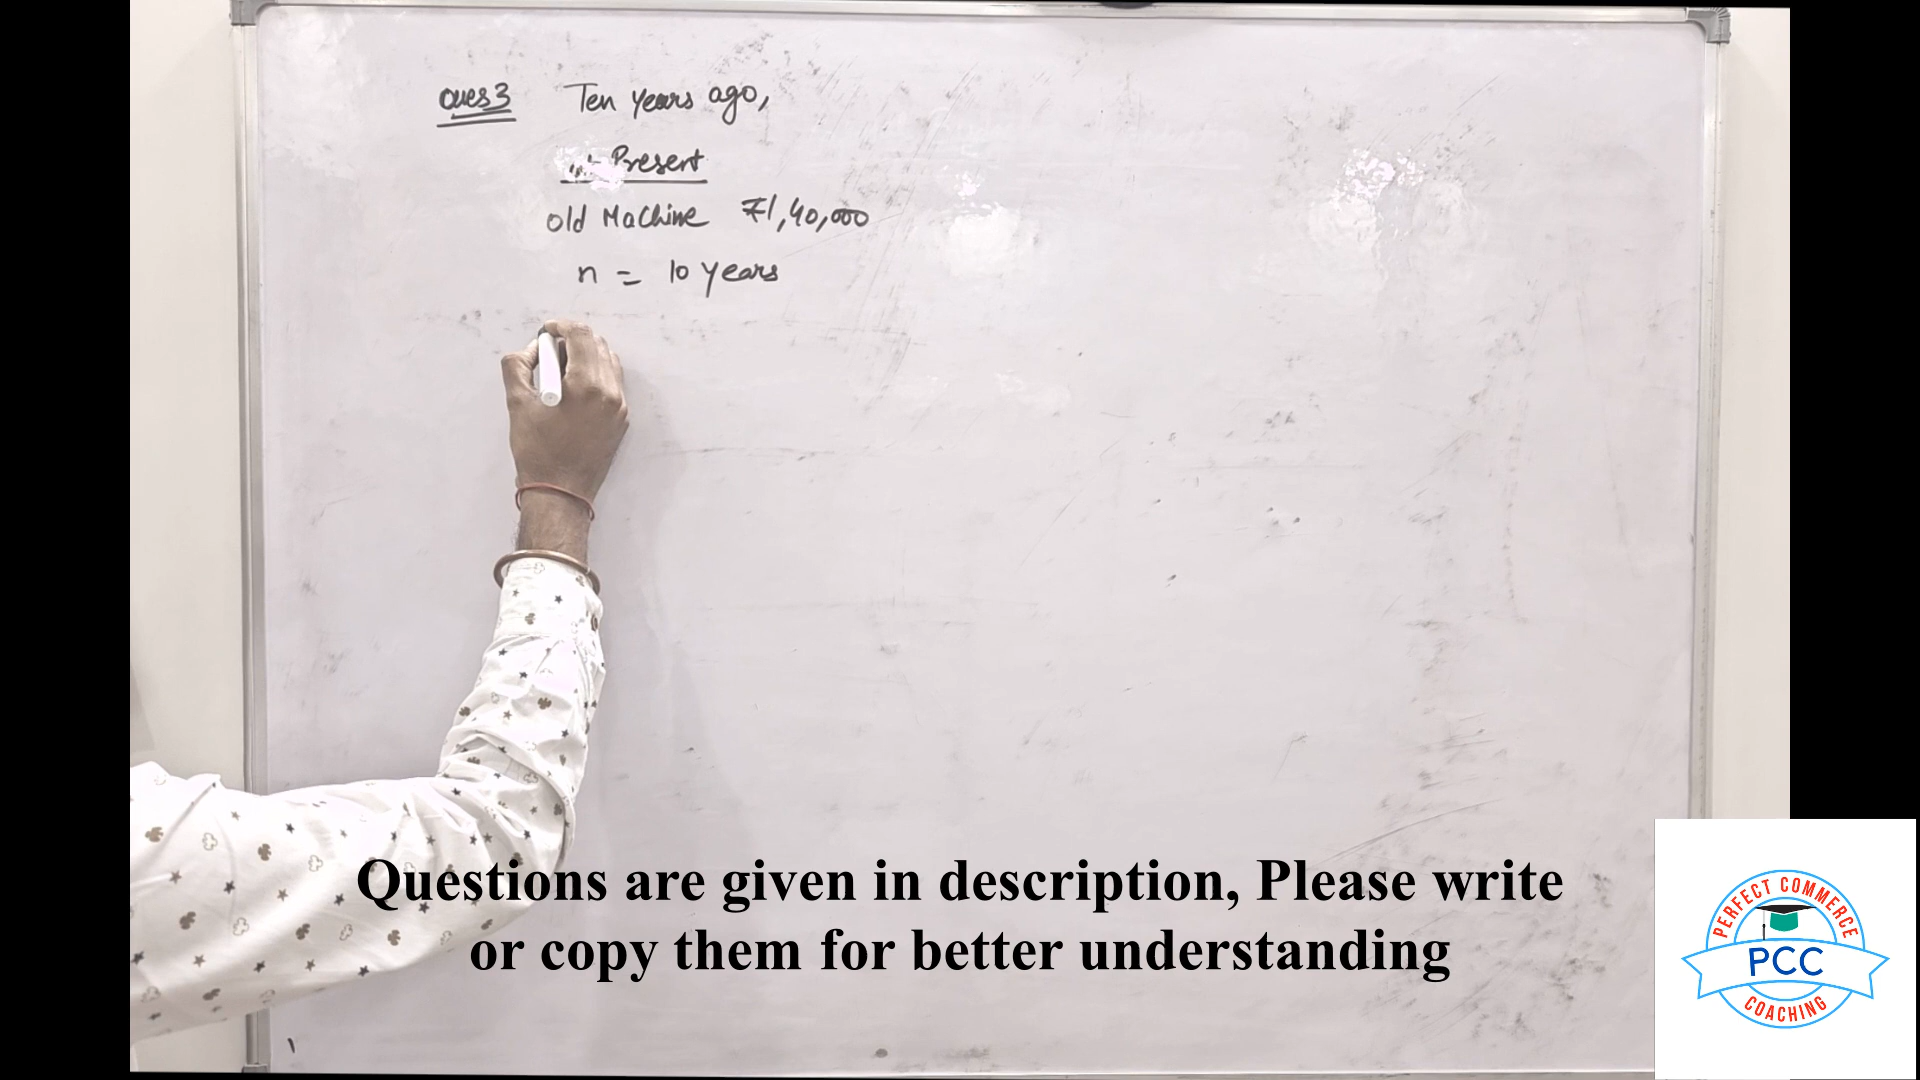 Ques 3 Ten years ago,
Present
old Machine ₹1,40,000
n = 10 years
Questions are given in description, Please write
or copy them for better understanding
PERFECT COMMERCE
PCC
COACHING